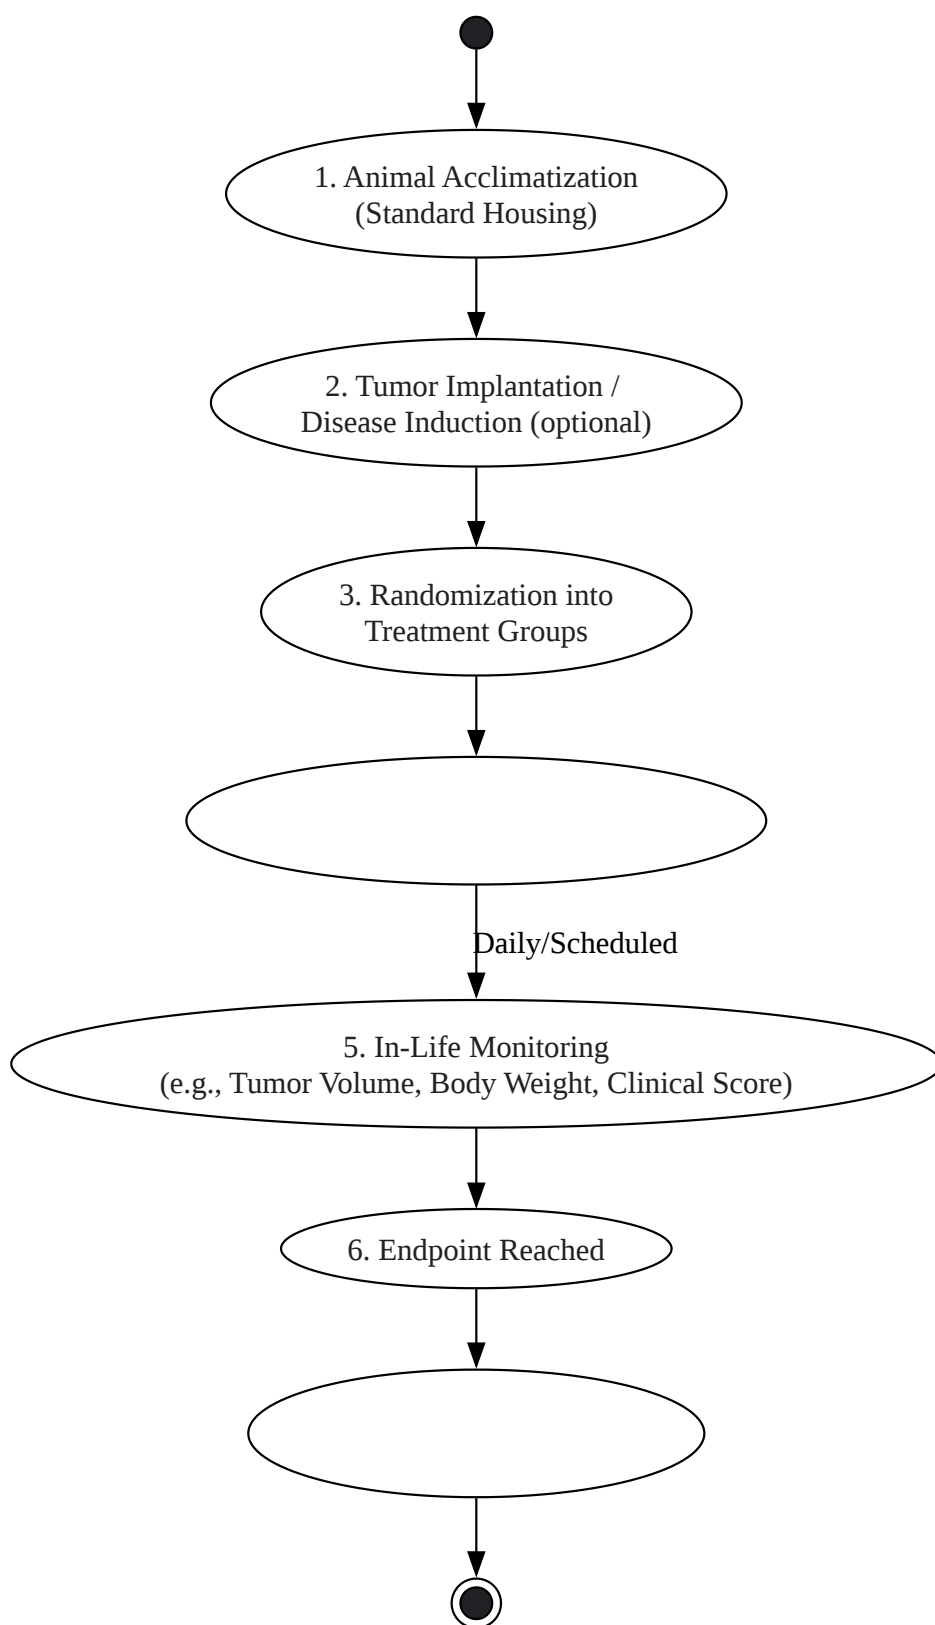 1. Animal Acclimatization
(Standard Housing)
2. Tumor Implantation /
Disease Induction (optional)
3. Randomization into
Treatment Groups
Daily/Scheduled
5. In-Life Monitoring
(e.g., Tumor Volume, Body Weight, Clinical Score)
6. Endpoint Reached